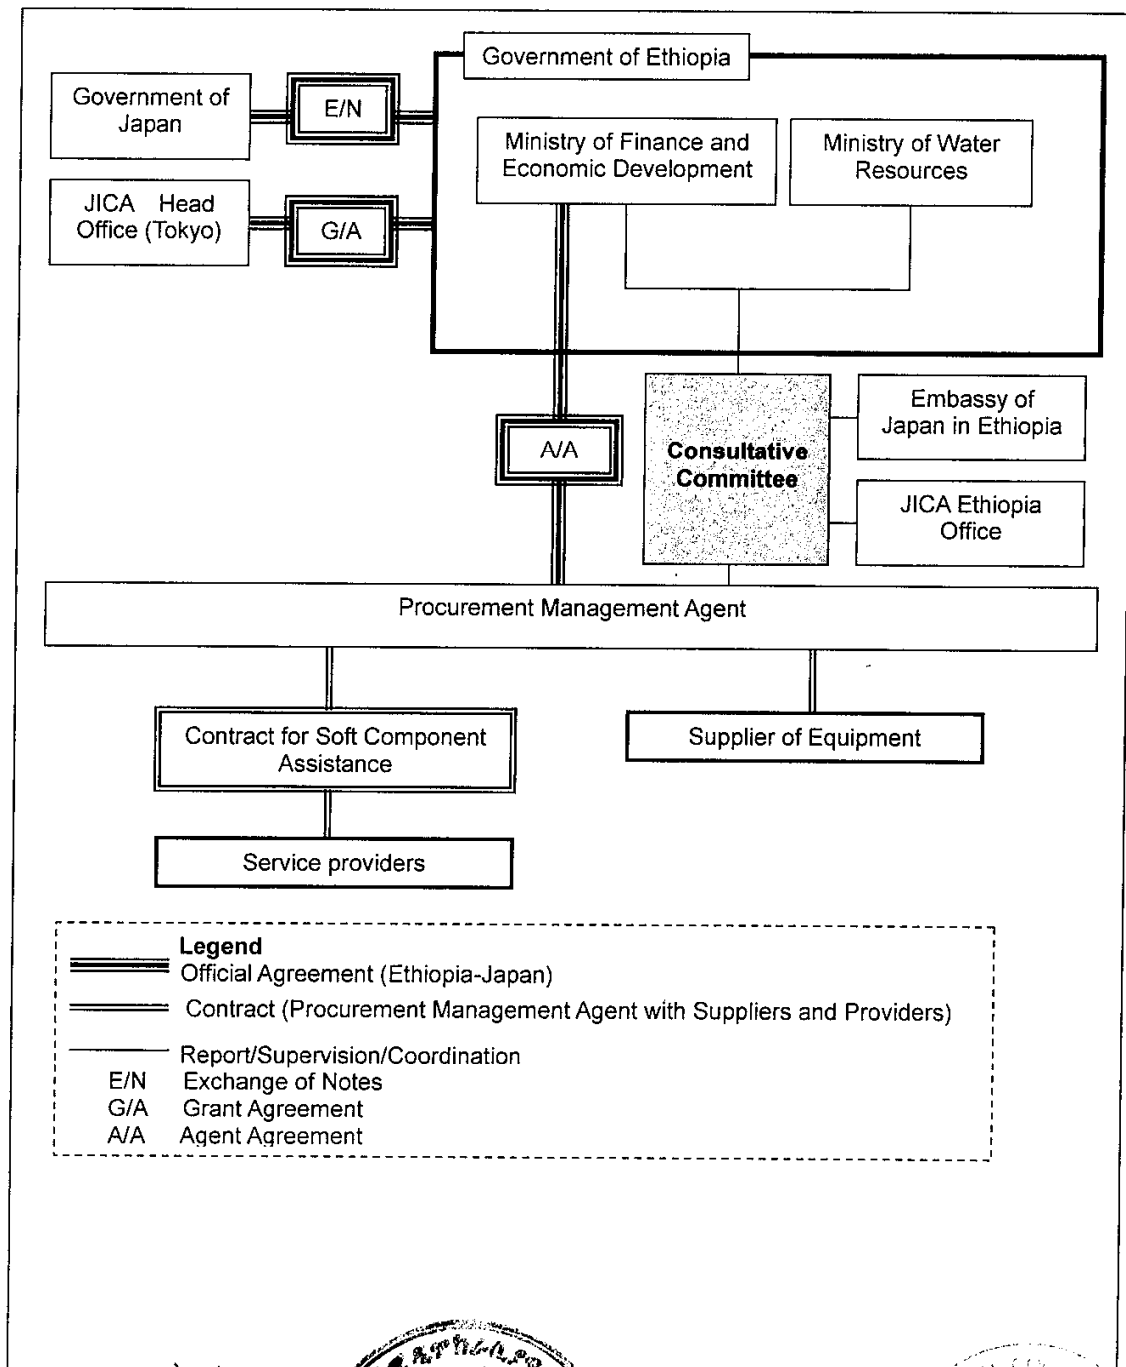 Government of Ethiopia
Government of
Japan
E/N
Ministry of Finance and
Economic Development
Ministry of Water
Resources
JICA Head
Office (Tokyo)
G/A
A/A
Consultative
Committee
Embassy of
Japan in Ethiopia
JICA Ethiopia
Office
Procurement Management Agent
Contract for Soft Component
Assistance
Supplier of Equipment
Service providers
Legend
Official Agreement (Ethiopia-Japan)
Contract (Procurement Management Agent with Suppliers and Providers)
Report/Supervision/Coordination
E/N Exchange of Notes
G/A Grant Agreement
A/A Agent Agreement